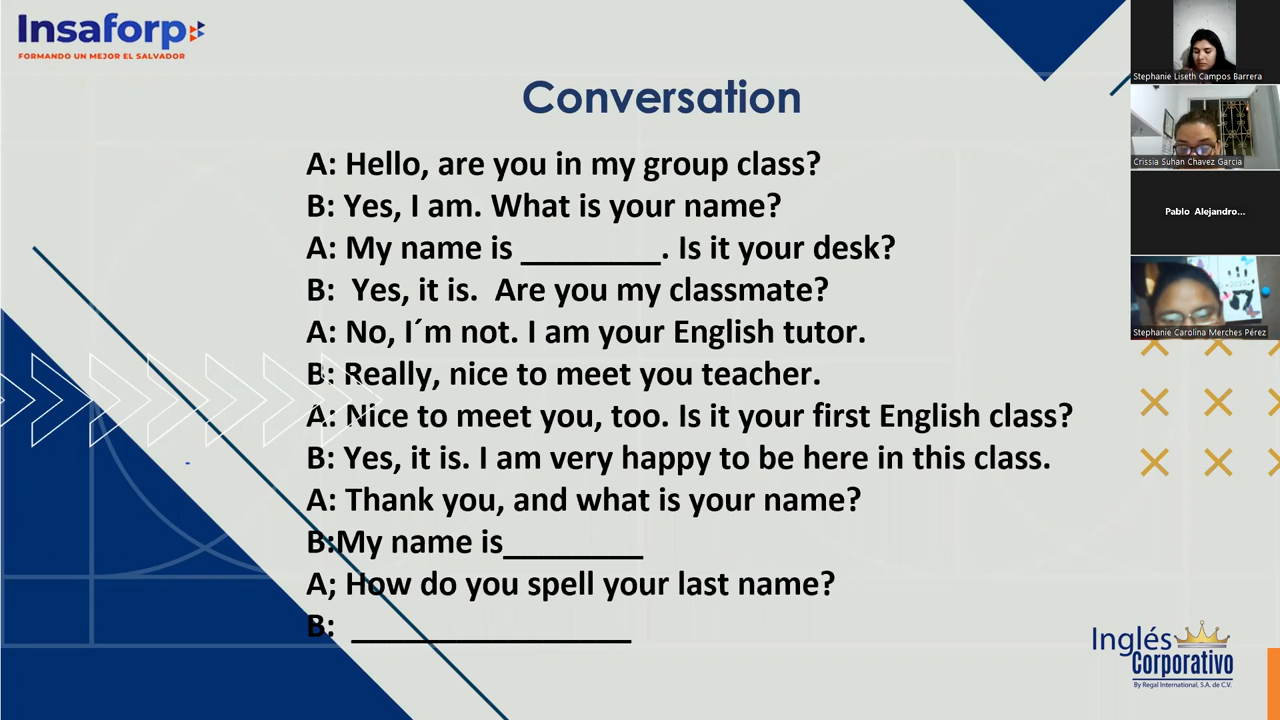 Insaforp
FORMANDO UN MEJOR EL SALVADOR
Conversation
A: Hello, are you in my group class?
B: Yes, I am. What is your name?
A: My name is ________. Is it your desk?
B:  Yes, it is.  Are you my classmate?
A: No, I´m not. I am your English tutor.
B: Really, nice to meet you teacher.
A: Nice to meet you, too. Is it your first English class?
B: Yes, it is. I am very happy to be here in this class.
A: Thank you, and what is your name?
B:My name is________
A; How do you spell your last name?
B:  ________________
Stephanie Liseth Campos Barrera
Crissia Suhan Chavez Garcia
Pablo Alejandro...
Stephanie Carolina Merches Pérez
Inglés
Corporativo
By Regal International, S.A. de C.V.